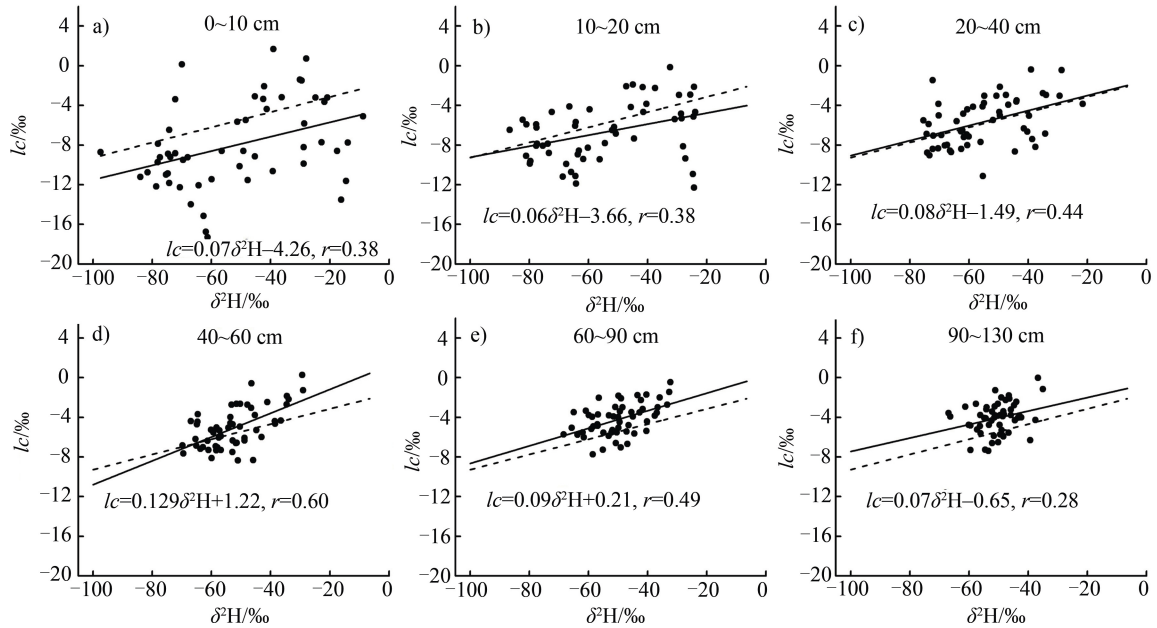 a) 0~10 cm
4
0
−4
−8
−12
−16
−20
lc/‰
lc=0.07δ²H−4.26, r=0.38
−100 −80 −60 −40 −20 0
δ²H/‰
b) 10~20 cm
4
0
−4
−8
−12
−16
−20
lc/‰
lc=0.06δ²H−3.66, r=0.38
−100 −80 −60 −40 −20 0
δ²H/‰
c) 20~40 cm
4
0
−4
−8
−12
−16
−20
lc/‰
lc=0.08δ²H−1.49, r=0.44
−100 −80 −60 −40 −20 0
δ²H/‰
d) 40~60 cm
4
0
−4
−8
−12
−16
−20
lc/‰
lc=0.129δ²H+1.22, r=0.60
−100 −80 −60 −40 −20 0
δ²H/‰
e) 60~90 cm
4
0
−4
−8
−12
−16
−20
lc/‰
lc=0.09δ²H+0.21, r=0.49
−100 −80 −60 −40 −20 0
δ²H/‰
f) 90~130 cm
4
0
−4
−8
−12
−16
−20
lc/‰
lc=0.07δ²H−0.65, r=0.28
−100 −80 −60 −40 −20 0
δ²H/‰